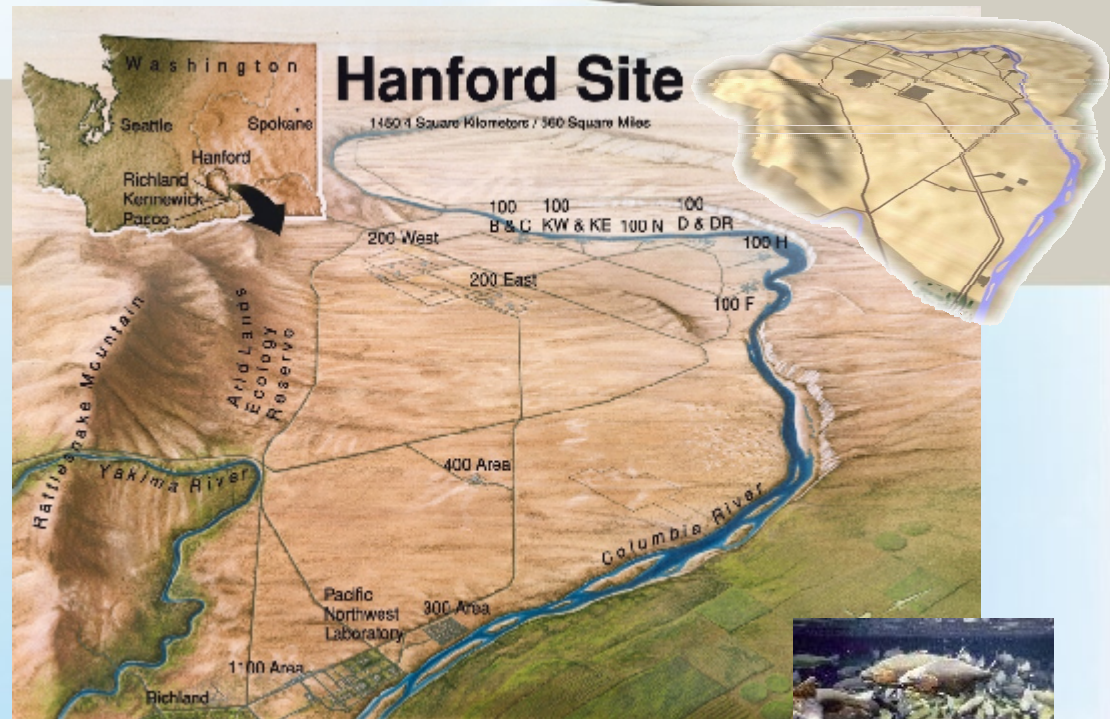 Washington
Seattle
Spokane
Hanford
Richland
Kennewick
Pasco
Hanford Site
1450.4 Square Kilometers / 560 Square Miles
100
B & C
100
KW & KE
100 N
100
D & DR
100 H
200 West
200 East
100 F
Rattlesnake Mountain
Arid Lands
Ecology
Reserve
Yakima River
400 Area
Columbia River
Pacific
Northwest
Laboratory
300 Area
1100 Area
Richland